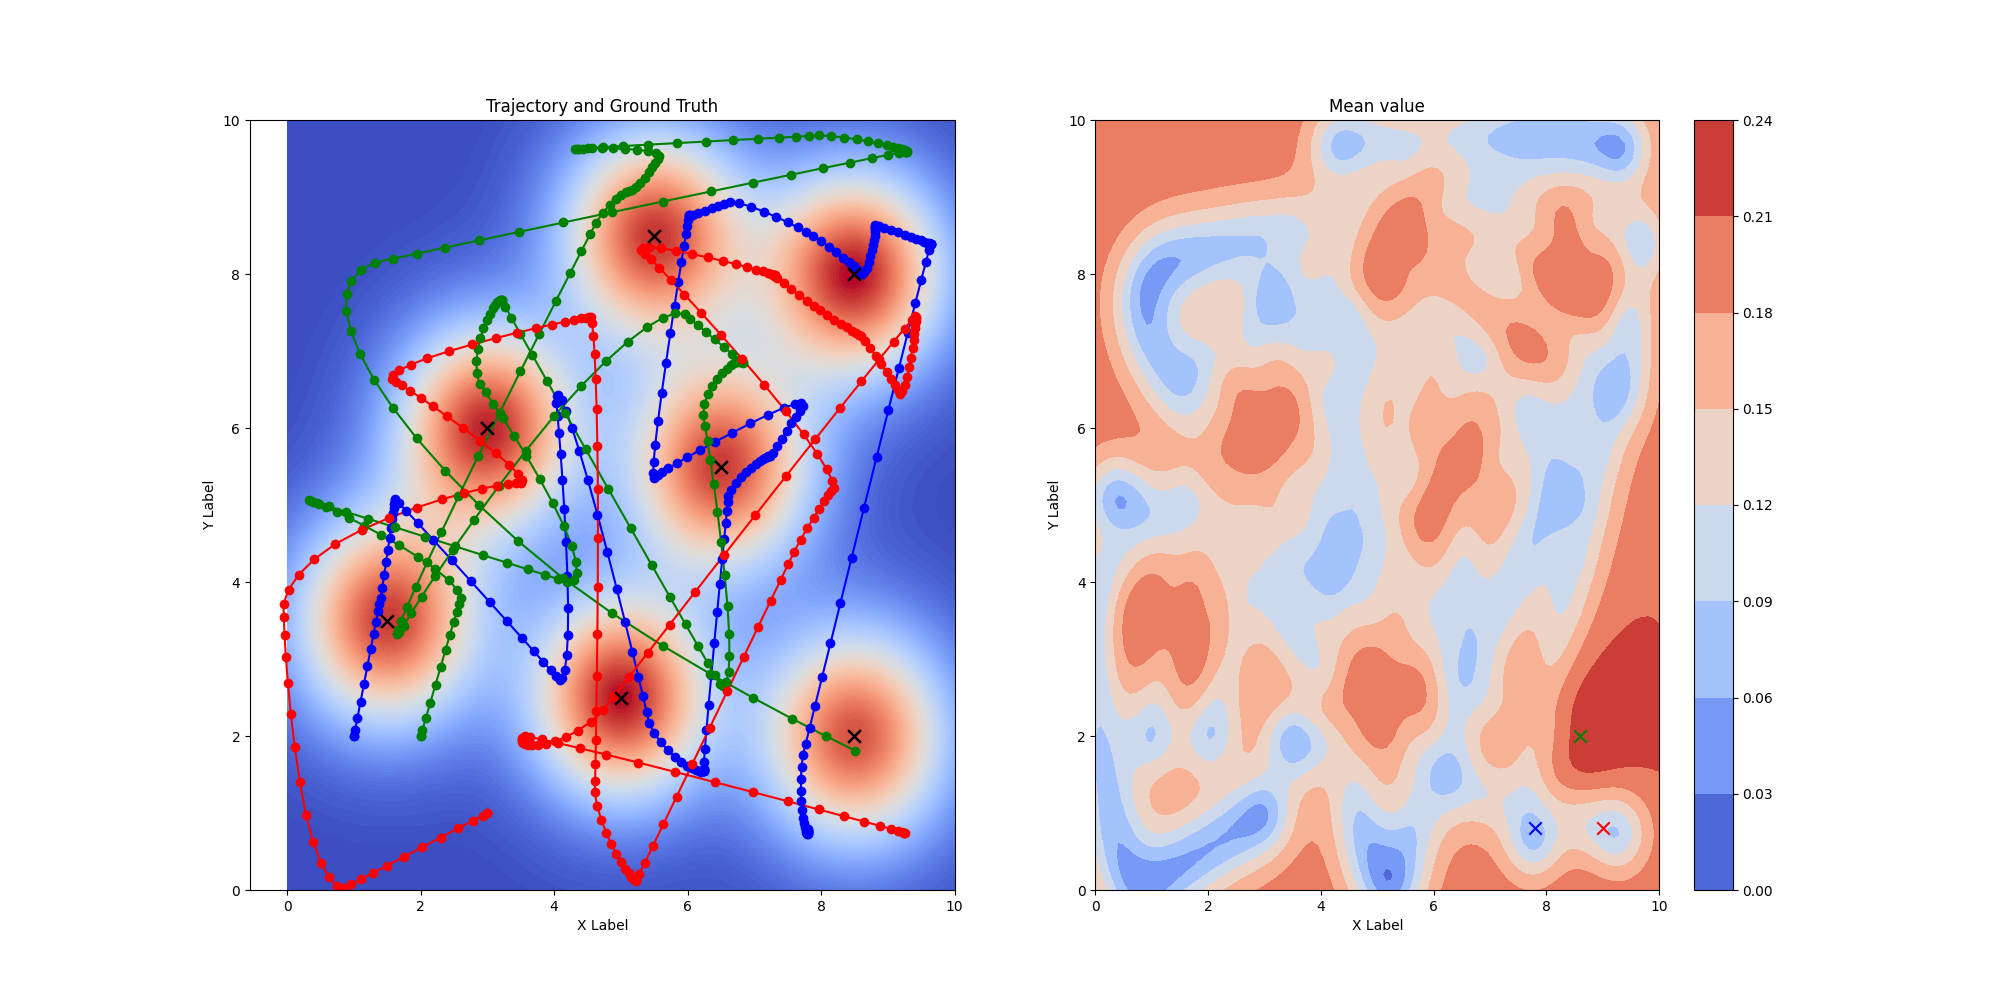 Trajectory and Ground Truth
10
8
6
4
2
0
Y Label
0 2 4 6 8 10
X Label
Mean value
10
8
6
4
2
0
Y Label
0 2 4 6 8 10
X Label
0.24
0.21
0.18
0.15
0.12
0.09
0.06
0.03
0.00